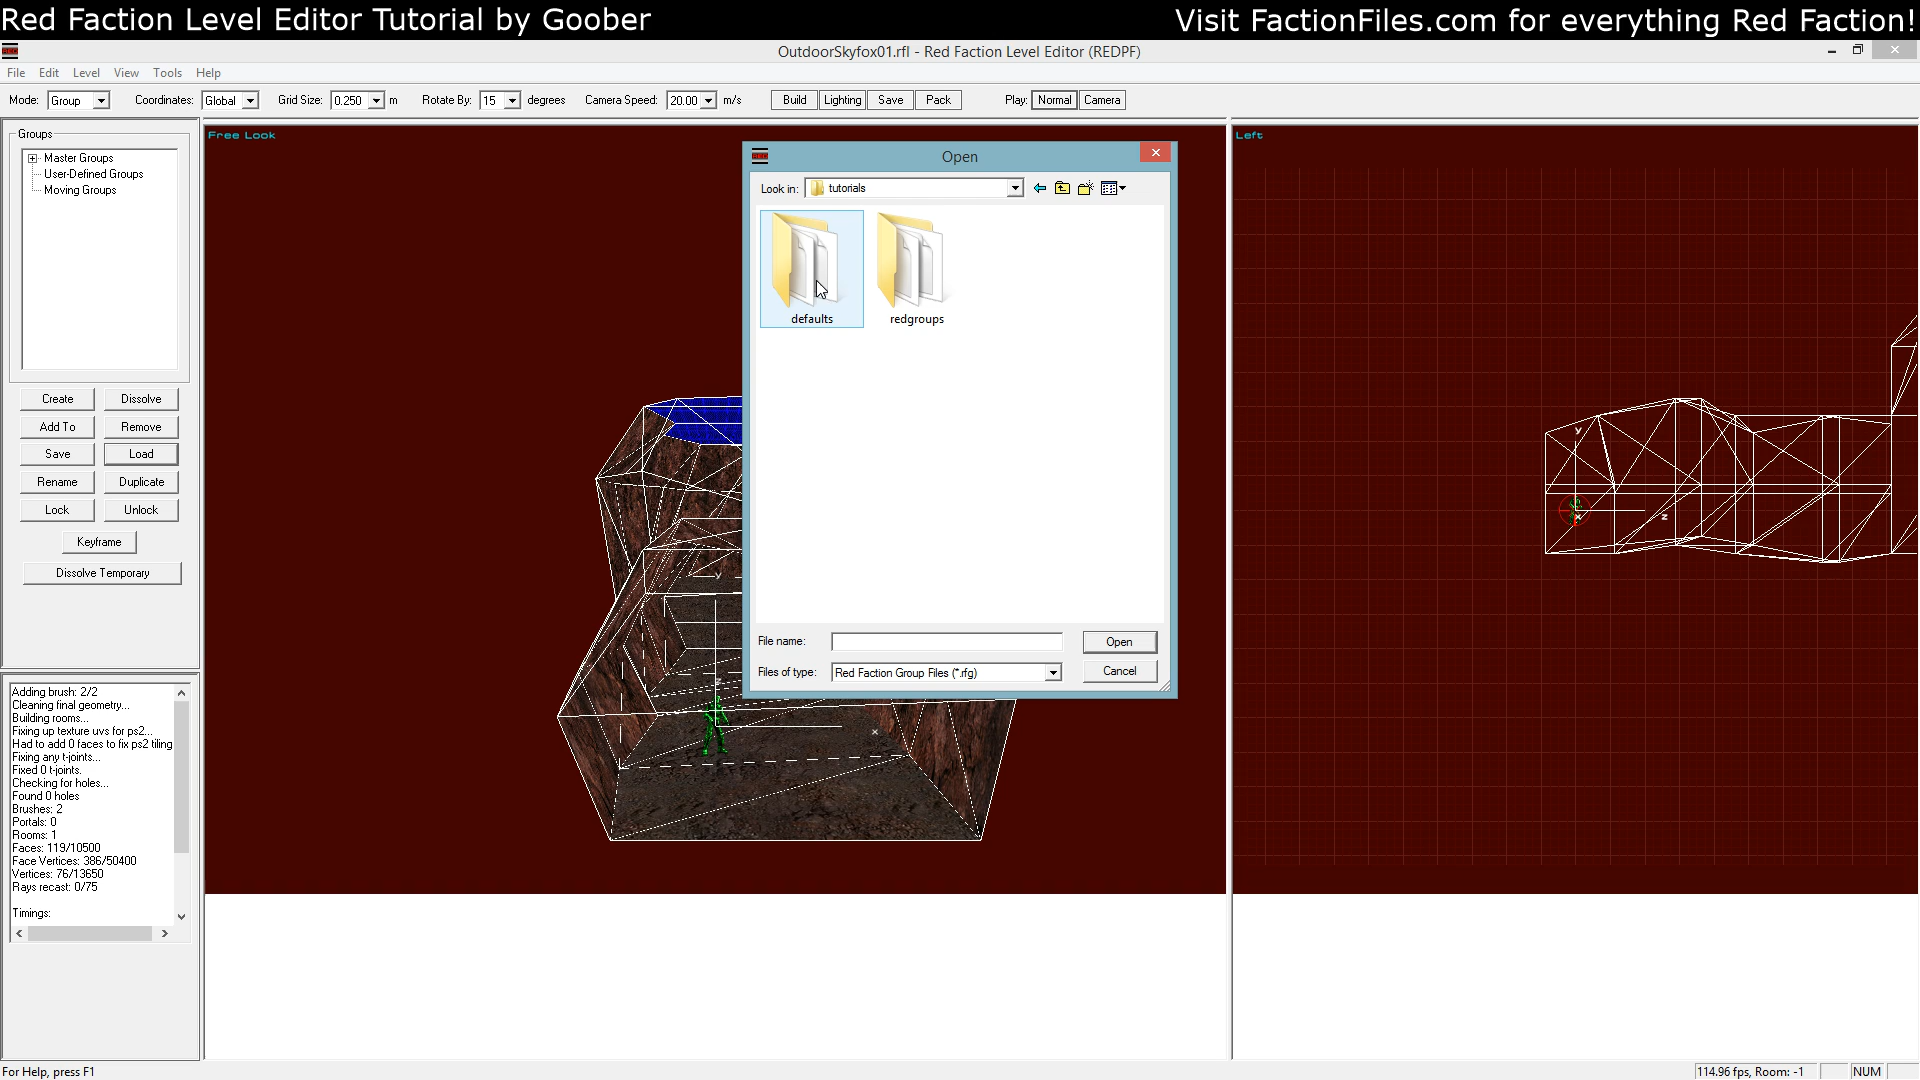 Red Faction Level Editor Tutorial by Goober
Visit FactionFiles.com for everything Red Faction!
OutdoorSkyfox01.rfl - Red Faction Level Editor (REDPF)
File Edit Level View Tools Help
Mode: Group Coordinates: Global Grid Size: 0.250 m Rotate By: 15 degrees Camera Speed: 20.00 m/s Build Lighting Save Pack Play: Normal Camera
Groups
Master Groups
User-Defined Groups
Moving Groups
Create Dissolve
Add To Remove
Save Load
Rename Duplicate
Lock Unlock
Keyframe
Dissolve Temporary
Adding brush: 2/2
Cleaning final geometry...
Building rooms...
Fixing up texture uvs for ps2...
Had to add 0 faces to fix ps2 tiling
Fixing any t-joints...
Fixed 0 t-joints.
Checking for holes...
Found 0 holes
Brushes: 2
Portals: 0
Rooms: 1
Faces: 119/10500
Face Vertices: 386/50400
Vertices: 76/13650
Rays recast: 0/75
Timings:
Free Look
Open
Look in: tutorials
defaults redgroups
File name: Open
Files of type: Red Faction Group Files (*.rfg) Cancel
y
x
Left
y
x z
For Help, press F1
114.96 fps, Room: -1 NUM